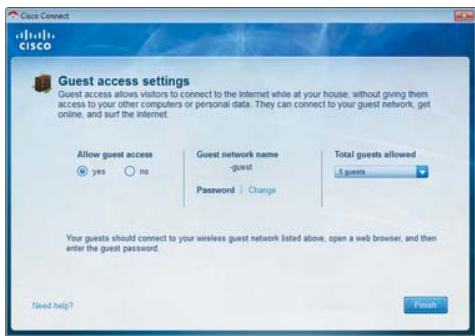 Cisco Connect
CISCO
Guest access settings
Guest access allows visitors to connect to the Internet while at your house, without giving them
access to your other computers or personal data. They can connect to your guest network, get
online, and surf the Internet.
Allow guest access
yes no
Guest network name
-guest
Password | Change
Total guests allowed
5 guests
Your guests should connect to your wireless guest network listed above, open a web browser, and then
enter the guest password.
Need help?
Finish